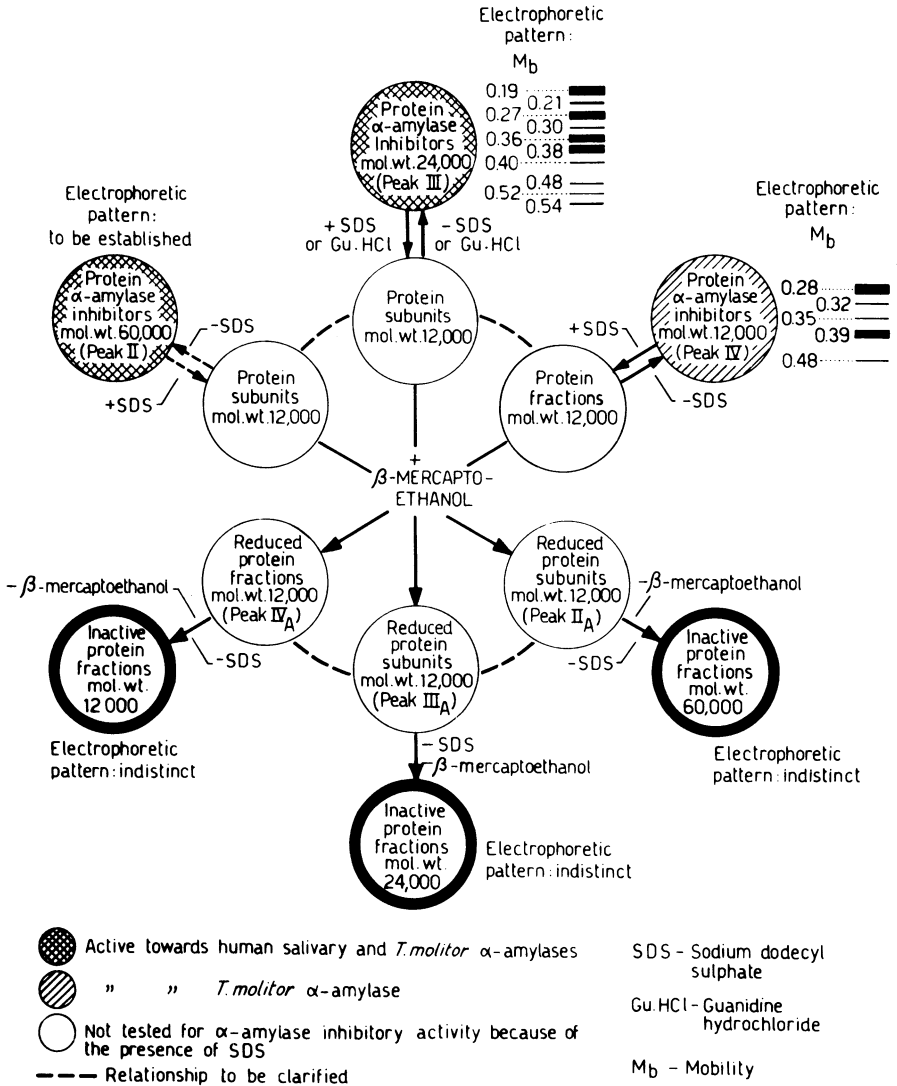 Electrophoretic
pattern:
Mb
0.19
0.21
0.27
0.30
0.36
0.38
0.40
0.48
0.52
0.54
Protein
α-amylase
Inhibitors
mol.wt.24,000
(Peak III)
Electrophoretic
pattern:
to be established
Electrophoretic
pattern:
Mb
+SDS
or Gu.HCl
-SDS
or Gu.HCl
Protein
α-amylase
inhibitors
mol.wt.60,000
(Peak II)
-SDS
+SDS
Protein
subunits
mol.wt.12,000
Protein
subunits
mol.wt.12,000
Protein
fractions
mol.wt.12,000
+SDS
-SDS
Protein
α-amylase
inhibitors
mol.wt.12,000
(Peak IV)
0.28
0.32
0.35
0.39
0.48
+
β-MERCAPTO-
ETHANOL
Reduced
protein
fractions
mol.wt.12,000
(Peak IVA)
Reduced
protein
subunits
mol.wt.12,000
(Peak IIIA)
Reduced
protein
subunits
mol.wt.12,000
(Peak IIA)
-β-mercaptoethanol
-SDS
-β-mercaptoethanol
-SDS
Inactive
protein
fractions
mol.wt.
12 000
Inactive
protein
fractions
mol.wt.
60,000
Electrophoretic
pattern:indistinct
-SDS
-β-mercaptoethanol
Electrophoretic
pattern:indistinct
Inactive
protein
fractions
mol.wt.
24,000
Electrophoretic
pattern:indistinct
Active towards human salivary and T.molitor α-amylases
” ” T.molitor α-amylase
Not tested for α-amylase inhibitory activity because of
the presence of SDS
Relationship to be clarified
SDS - Sodium dodecyl
sulphate
Gu.HCl - Guanidine
hydrochloride
Mb - Mobility